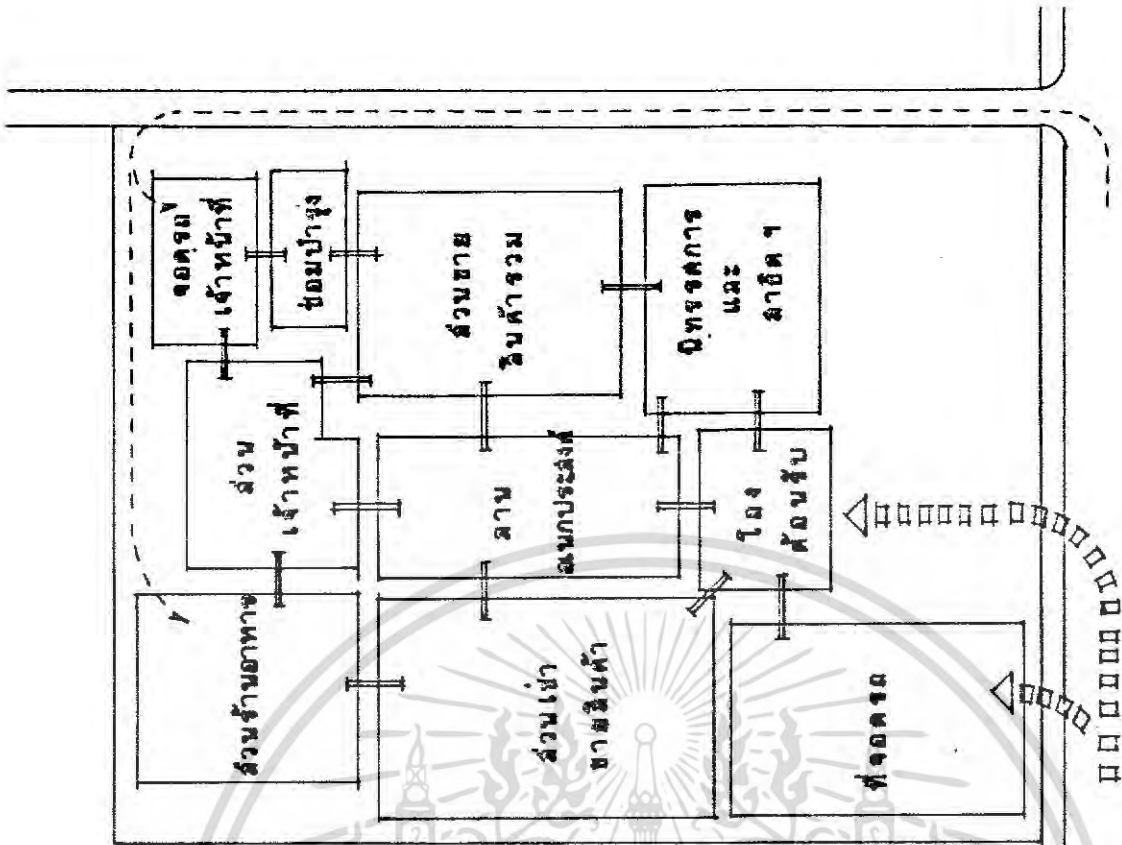 จอดรถ
เจ้าหน้าที่
ซ่อมบำรุง
ส่วนขาย
สินค้ารวม
นิทรรศการ
และ
สาธิต ฯ
ส่วน
เจ้าหน้าที่
ลาน
อเนกประสงค์
โถง
ต้อนรับ
ส่วนร้านอาหาร
ส่วนเช่า
ขายสินค้า
ที่จอดรถ